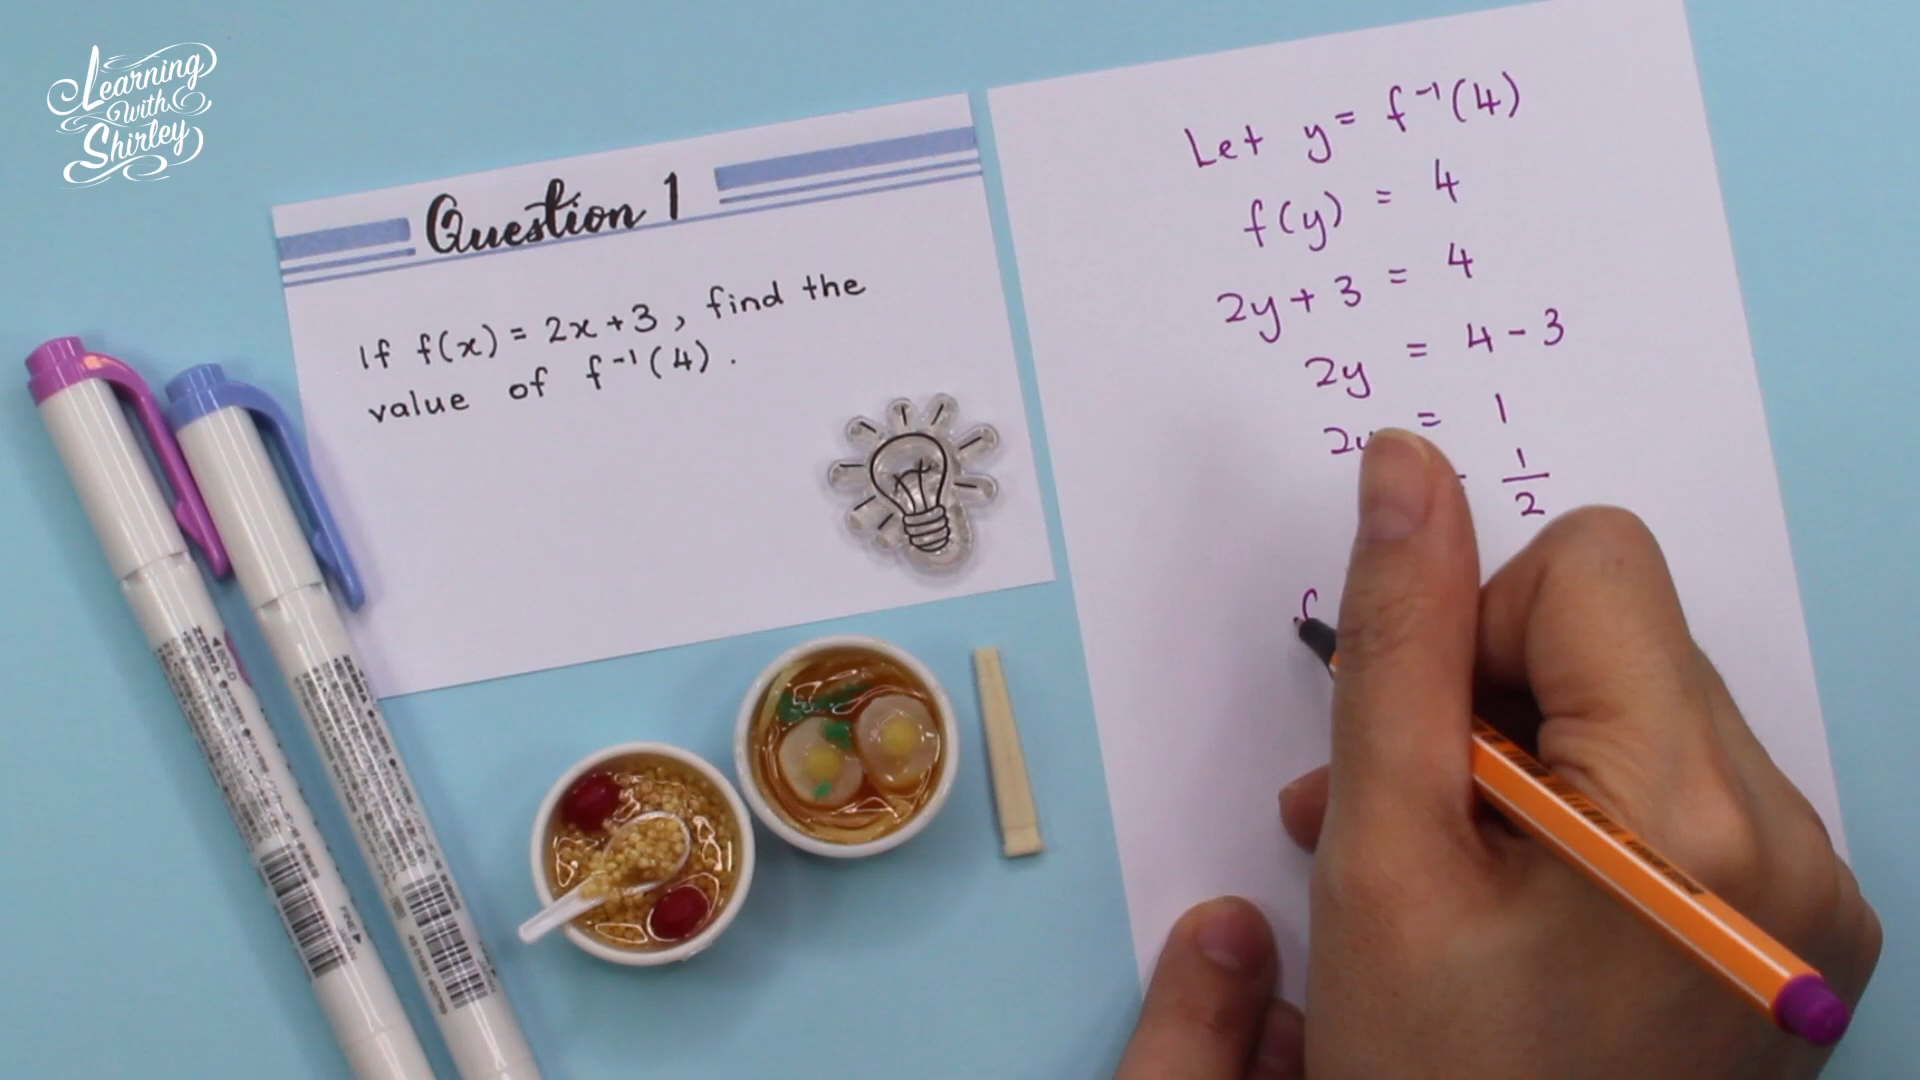 Learning
With
Shirley
Question 1
If f(x) = 2x+3, find the
value of f⁻¹(4).
Let y = f⁻¹(4)
f(y) = 4
2y + 3 = 4
2y = 4 - 3
2y = 1
= 1/2